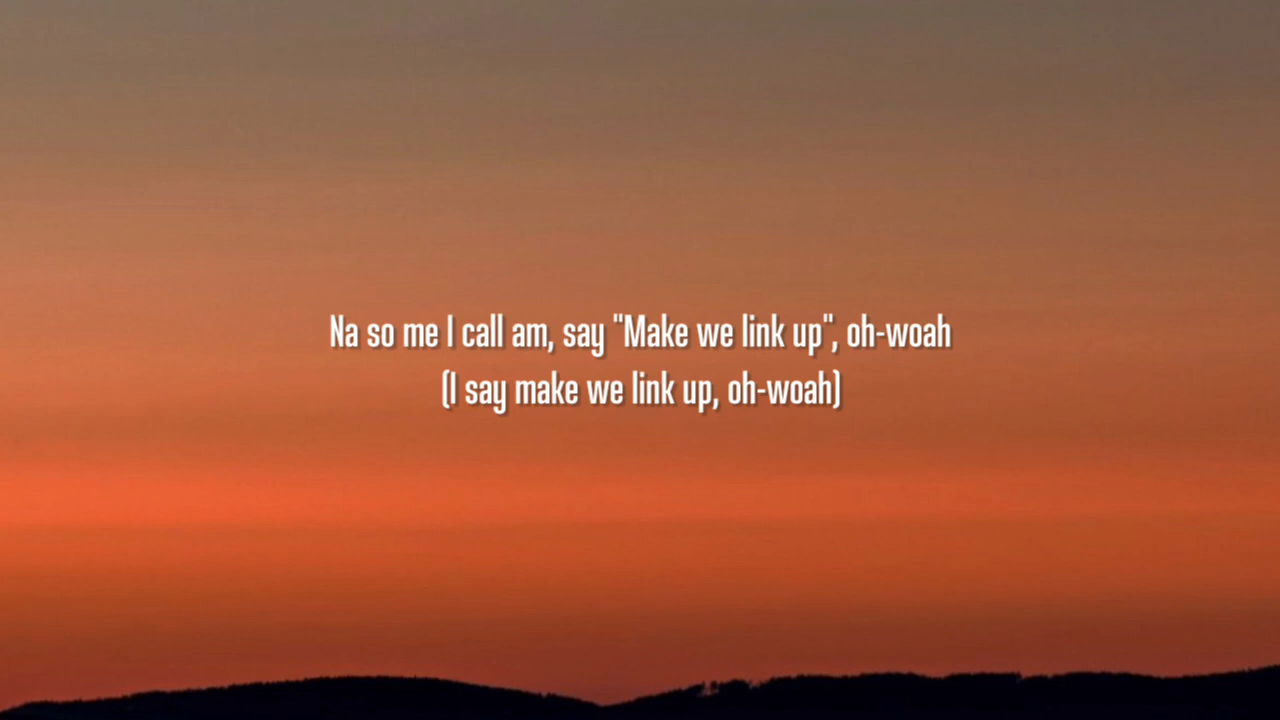 Na so me I call am, say "Make we link up", oh-woah
(I say make we link up, oh-woah)